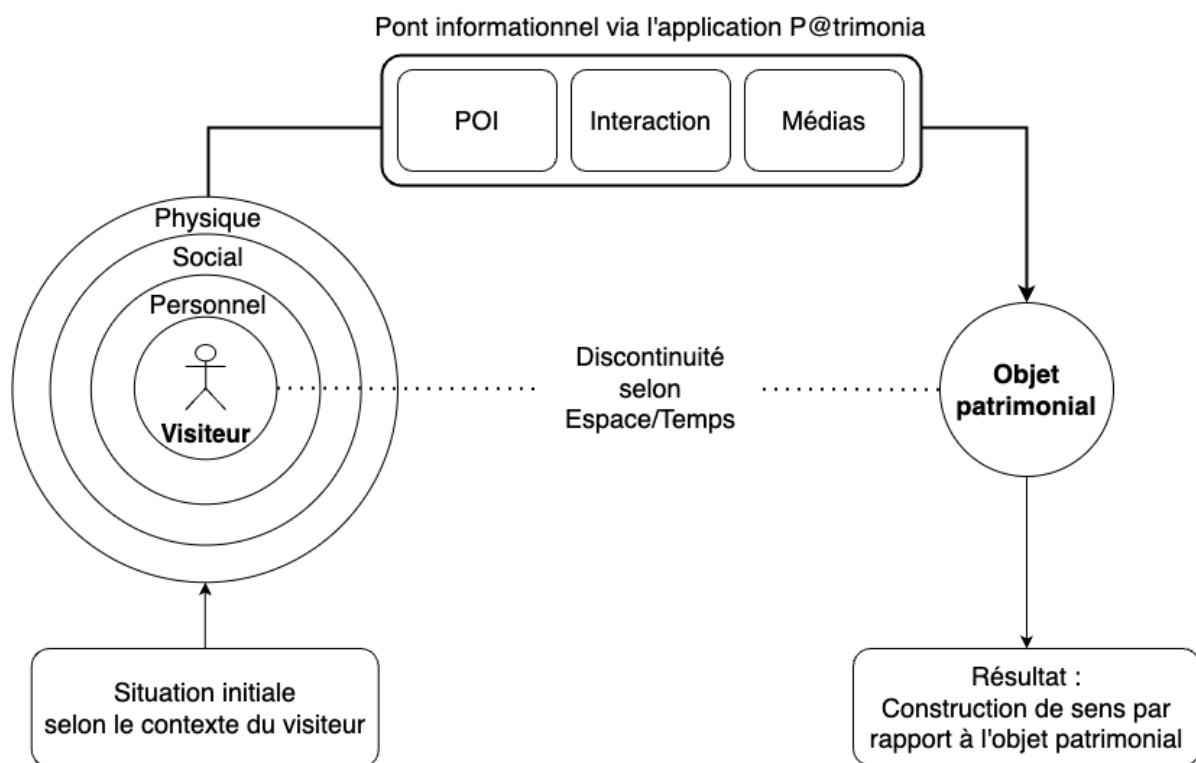 Pont informationnel via l'application P@trimonia
POI
Interaction
Médias
Physique
Social
Personnel
Visiteur
Discontinuité
selon
Espace/Temps
Objet
patrimonial
Situation initiale
selon le contexte du visiteur
Résultat :
Construction de sens par
rapport à l'objet patrimonial